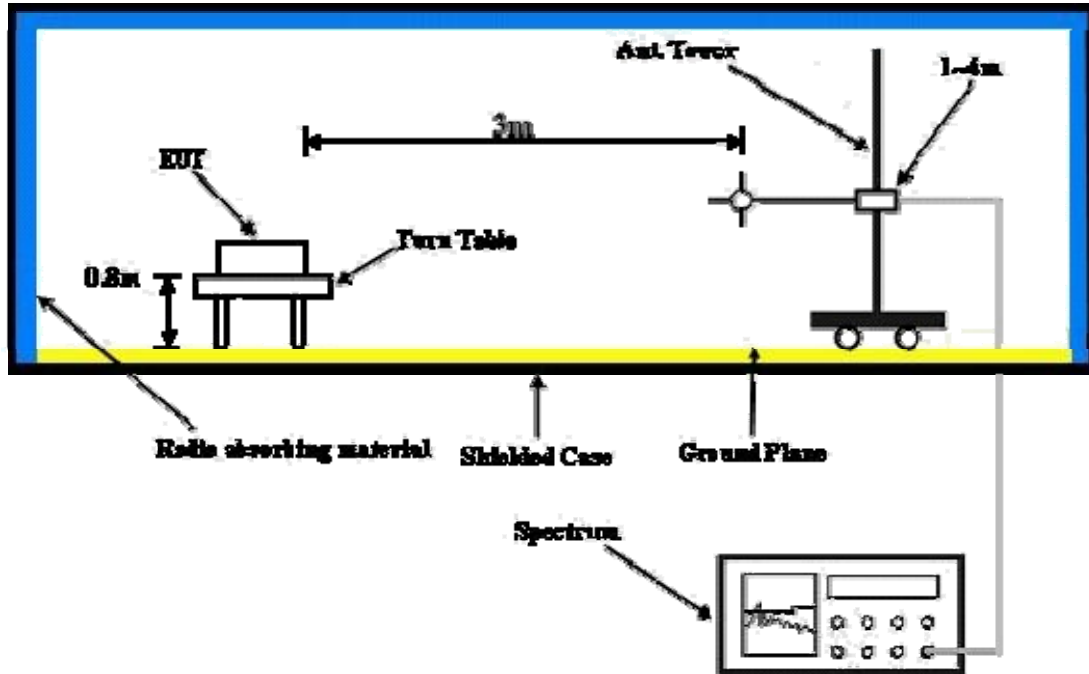 Ant. Tower
1-4m
3m
EUT
Turn Table
0.8m
Radio absorbing material
Shielded Case
Ground Plane
Spectrum